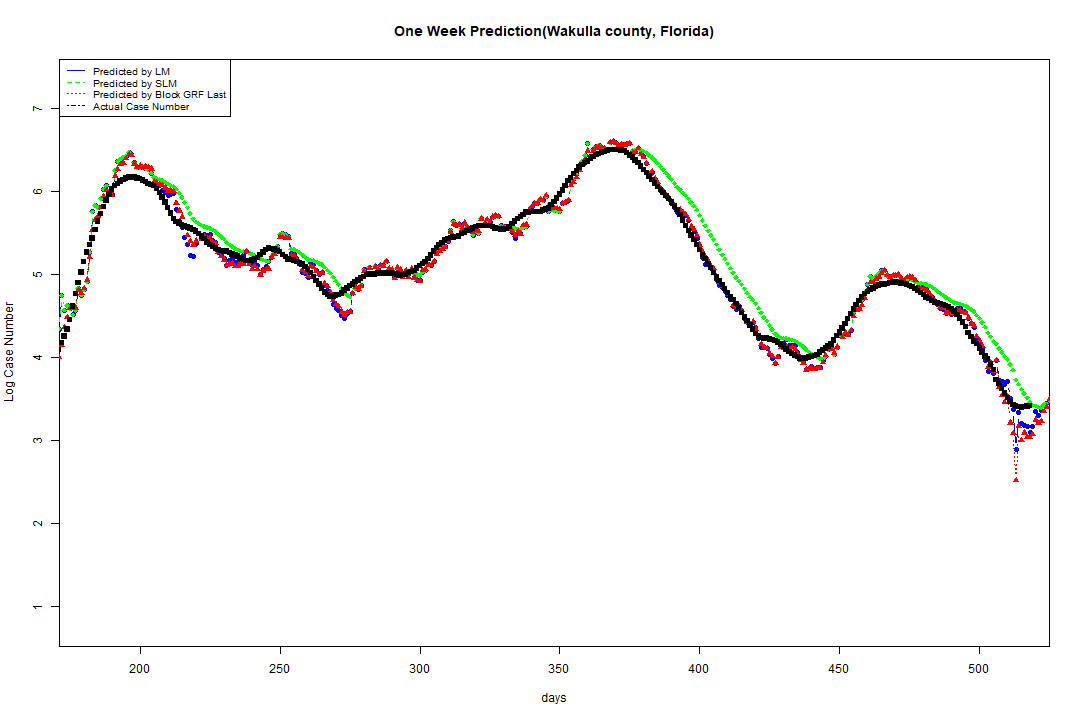 One Week Prediction(Wakulla county, Florida)
Predicted by LM
Predicted by SLM
Predicted by Block GRF Last
Actual Case Number
7
6
5
4
3
2
1
Log Case Number
200 250 300 350 400 450 500
days